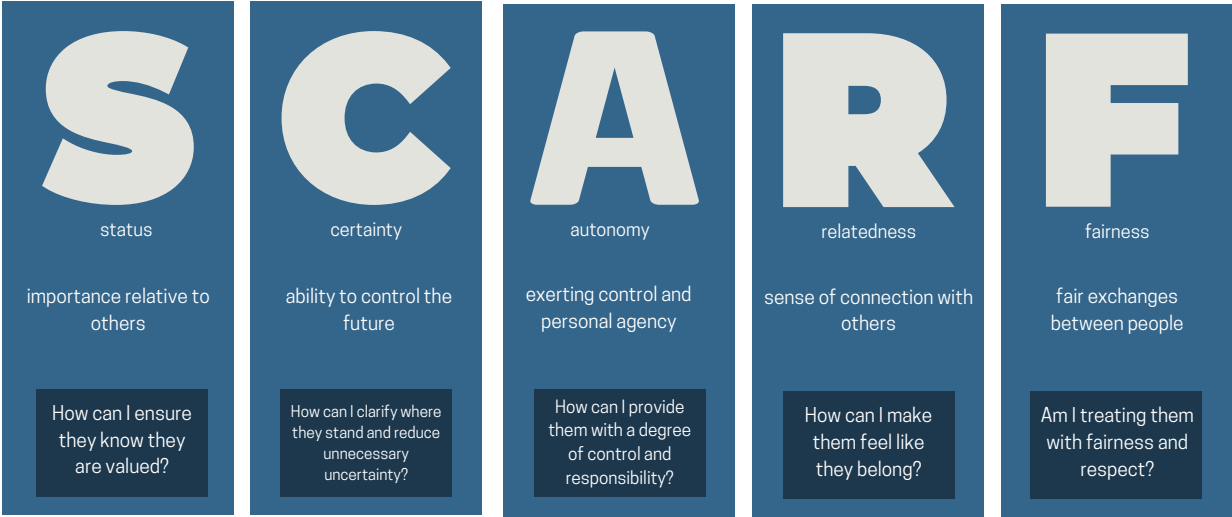 S
status
importance relative to
others
How can I ensure
they know they
are valued?
C
certainty
ability to control the
future
How can I clarify where
they stand and reduce
unnecessary
uncertainty?
A
autonomy
exerting control and
personal agency
How can I provide
them with a degree
of control and
responsibility?
R
relatedness
sense of connection with
others
How can I make
them feel like
they belong?
F
fairness
fair exchanges
between people
Am I treating them
with fairness and
respect?